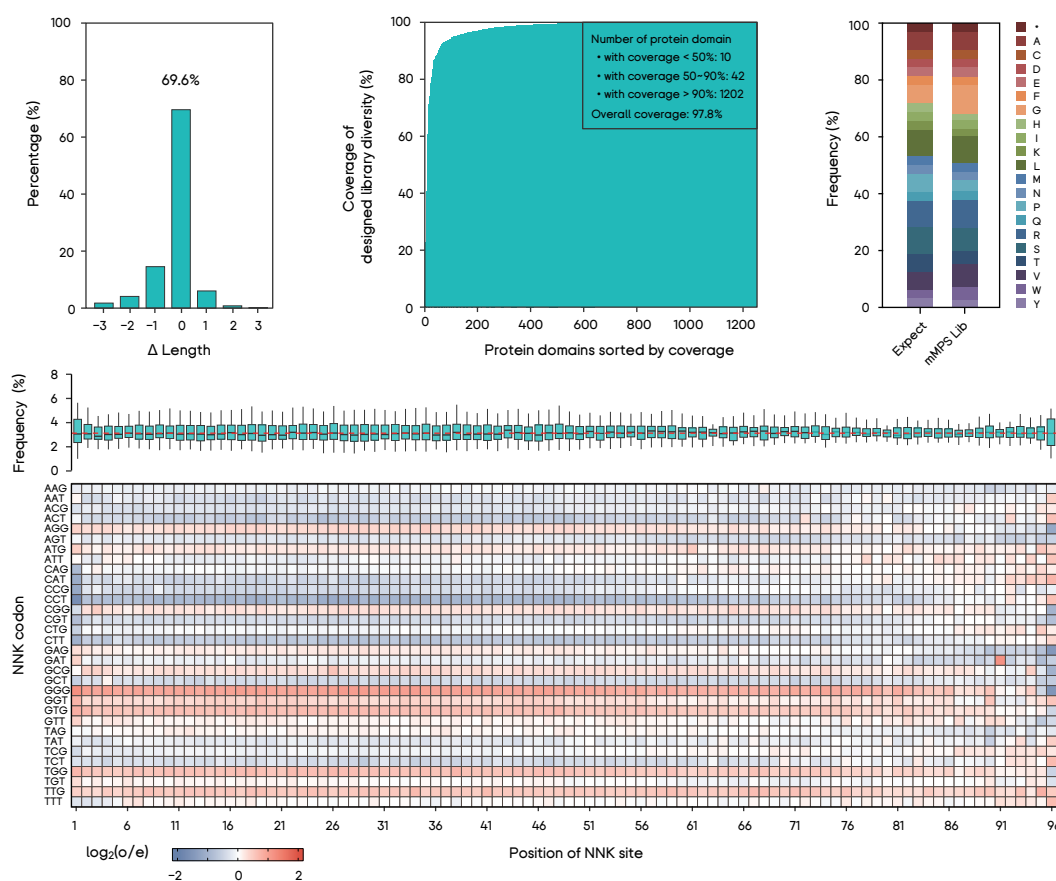 100
80
60
40
20
0
Percentage (%)
69.6%
−3
−2
−1
0
1
2
3
Δ Length
100
80
60
40
20
0
Coverage of
designed library diversity (%)
Number of protein domain
• with coverage < 50%: 10
• with coverage 50–90%: 42
• with coverage > 90%: 1202
Overall coverage: 97.8%
0
200
400
600
800
1000
1200
Protein domains sorted by coverage
100
80
60
40
20
0
Frequency (%)
Expect
mMPS Lib
*
A
C
D
E
F
G
H
I
K
L
M
N
P
Q
R
S
T
V
W
Y
8
6
4
2
0
Frequency (%)
NNK codon
AAG
AAT
ACG
ACT
AGG
AGT
ATG
ATT
CAG
CAT
CCG
CCT
CGG
CGT
CTG
CTT
GAG
GAT
GCG
GCT
GGG
GGT
GTG
GTT
TAG
TAT
TCG
TCT
TGG
TGT
TTG
TTT
1
6
11
16
21
26
31
36
41
46
51
56
61
66
71
76
81
86
91
96
Position of NNK site
log2(o/e)
−2
0
2